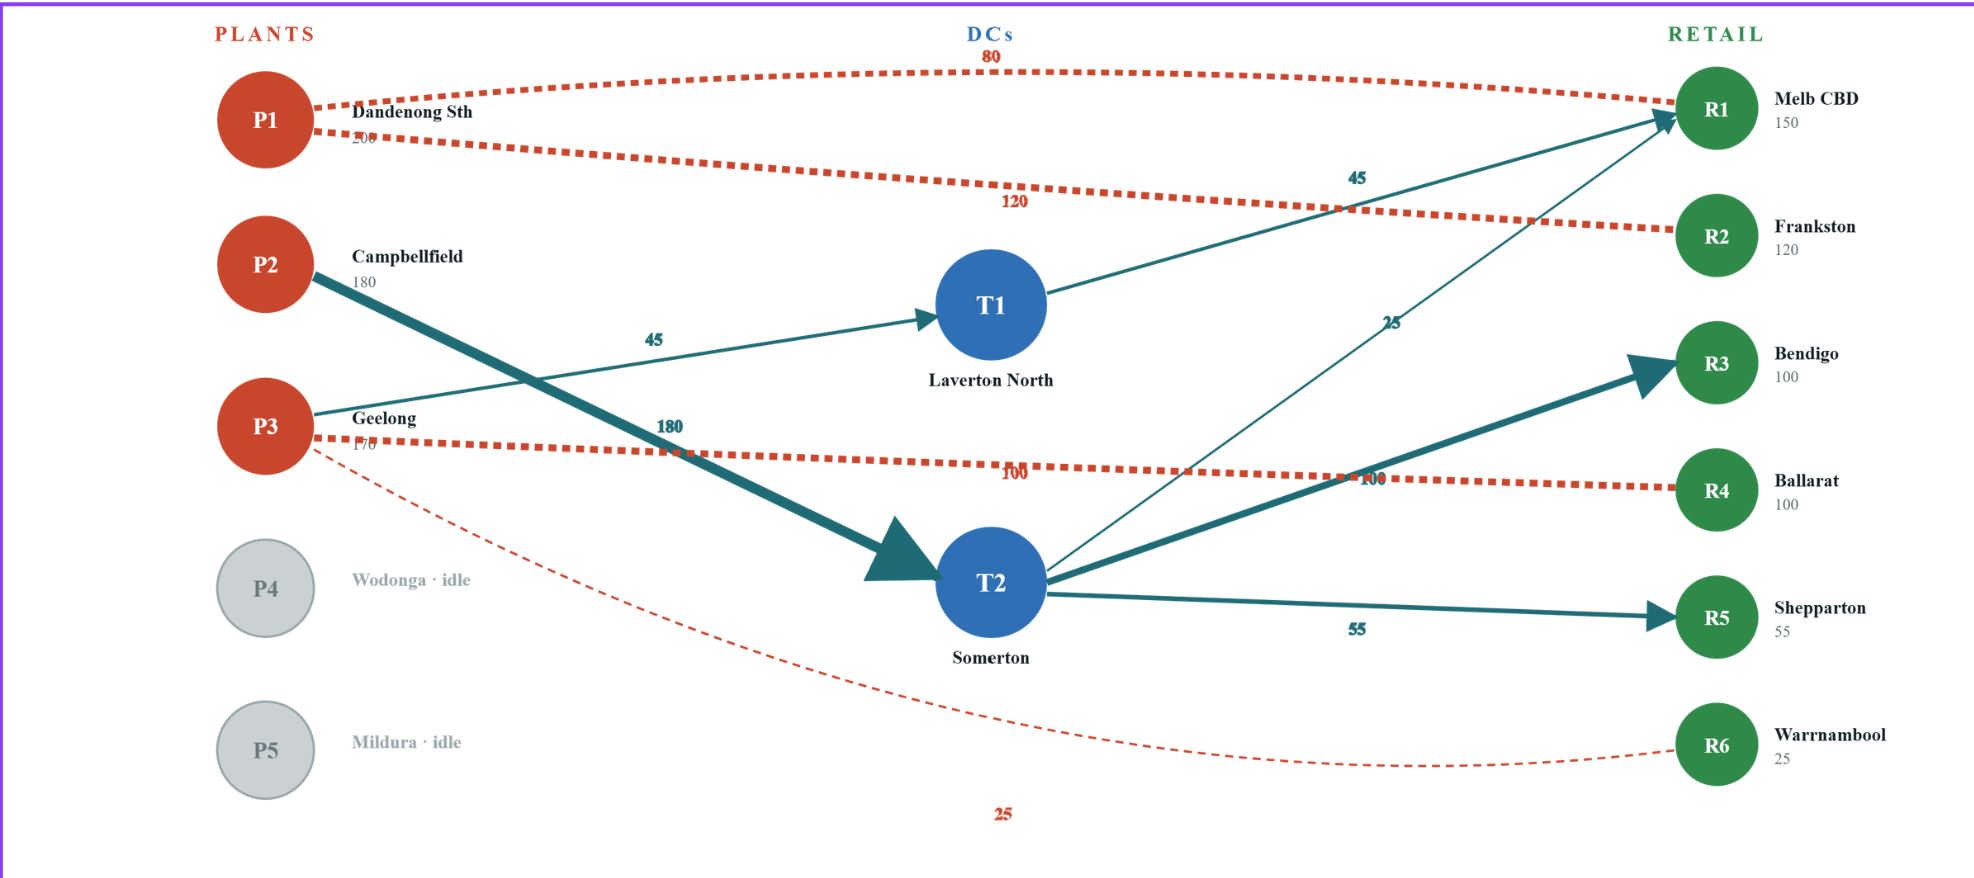 PLANTS
DCs
RETAIL
80
P1
Dandenong Sth
200
R1
Melb CBD
150
45
120
R2
Frankston
120
P2
Campbellfield
180
T1
Laverton North
45
25
R3
Bendigo
100
P3
Geelong
170
180
100
100
R4
Ballarat
100
P4
Wodonga · idle
T2
Somerton
55
R5
Shepparton
55
P5
Mildura · idle
R6
Warrnambool
25
25